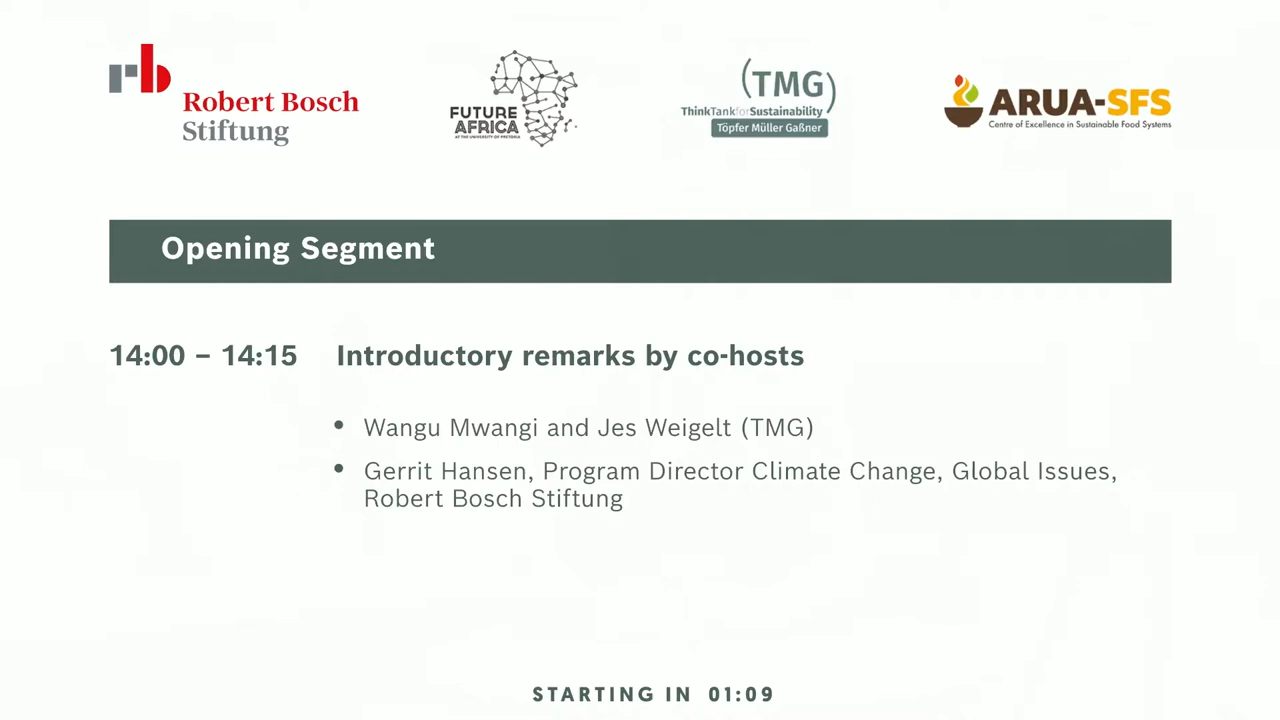 Robert Bosch
Stiftung
FUTURE
AFRICA
AT THE UNIVERSITY OF PRETORIA
(TMG)
ThinkTankforSustainability
Töpfer Müller Gaßner
ARUA-SFS
Centre of Excellence in Sustainable Food Systems
Opening Segment
14:00 – 14:15 Introductory remarks by co-hosts
• Wangu Mwangi and Jes Weigelt (TMG)
• Gerrit Hansen, Program Director Climate Change, Global Issues,
Robert Bosch Stiftung
STARTING IN 01:09